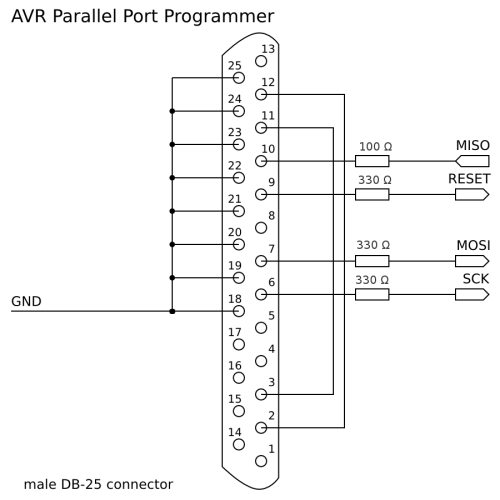 AVR Parallel Port Programmer
13
25
12
24
11
23
10
100 Ω
MISO
22
9
330 Ω
RESET
21
8
20
7
330 Ω
MOSI
19
6
330 Ω
SCK
GND
18
5
17
4
16
3
15
2
14
1
male DB-25 connector